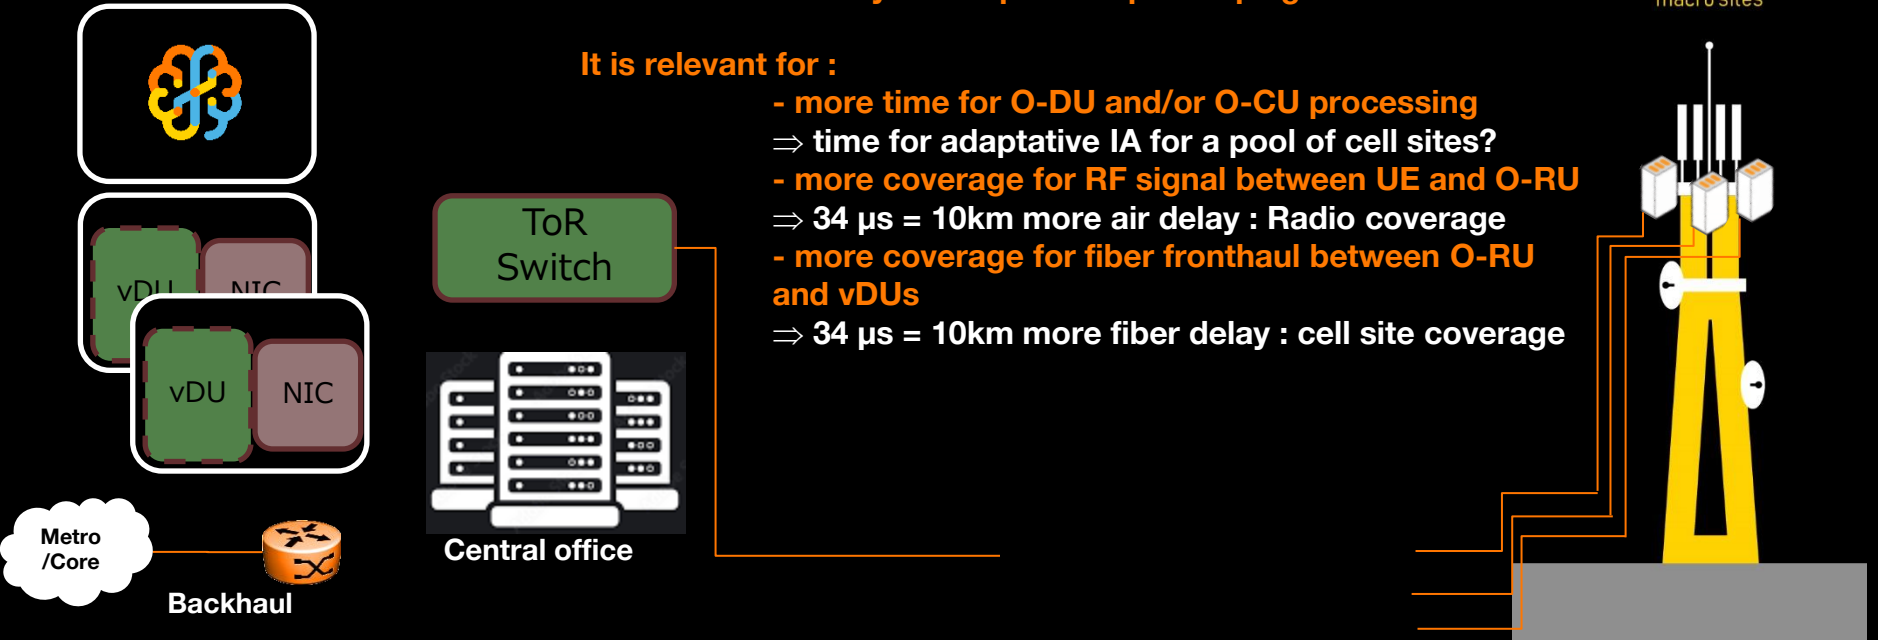 macro sites
It is relevant for :
- more time for O-DU and/or O-CU processing
⇒ time for adaptative IA for a pool of cell sites?
- more coverage for RF signal between UE and O-RU
⇒ 34 µs = 10km more air delay : Radio coverage
- more coverage for fiber fronthaul between O-RU
and vDUs
⇒ 34 µs = 10km more fiber delay : cell site coverage
ToR
Switch
vDU
NIC
vDU
NIC
Central office
Metro
/Core
Backhaul